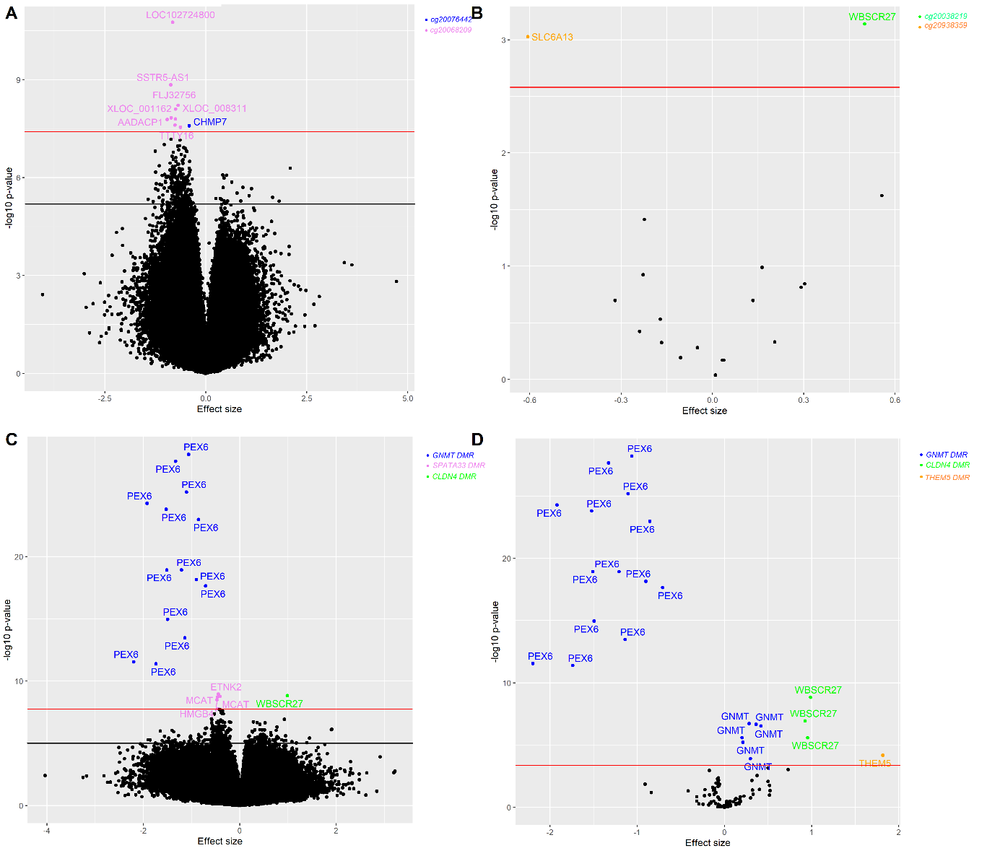 A
LOC102724800
cg20076442
cg20068209
SSTR5-AS1
FLJ32756
XLOC_001162
XLOC_008311
AADACP1
CHMP7
TTTY16
-log10 p-value
9
6
3
0
-2.5
0.0
2.5
5.0
Effect size
B
WBSCR27
cg20038219
cg20938359
SLC6A13
-log10 p-value
3
2
1
0
-0.6
-0.3
0.0
0.3
0.6
Effect size
C
PEX6
GNMT DMR
SPATA33 DMR
CLDN4 DMR
PEX6
PEX6
PEX6
PEX6
PEX6
PEX6
PEX6
PEX6
PEX6
PEX6
PEX6
PEX6
PEX6
ETNK2
MCAT
MCAT
WBSCR27
HMGB4
-log10 p-value
20
10
0
-4
-2
0
2
Effect size
D
PEX6
GNMT DMR
CLDN4 DMR
THEM5 DMR
PEX6
PEX6
PEX6
PEX6
PEX6
PEX6
PEX6
PEX6
PEX6
PEX6
PEX6
PEX6
PEX6
WBSCR27
GNMT
GNMT
WBSCR27
GNMT
GNMT
WBSCR27
GNMT
GNMT
THEM5
-log10 p-value
20
10
0
-2
-1
0
1
2
Effect size